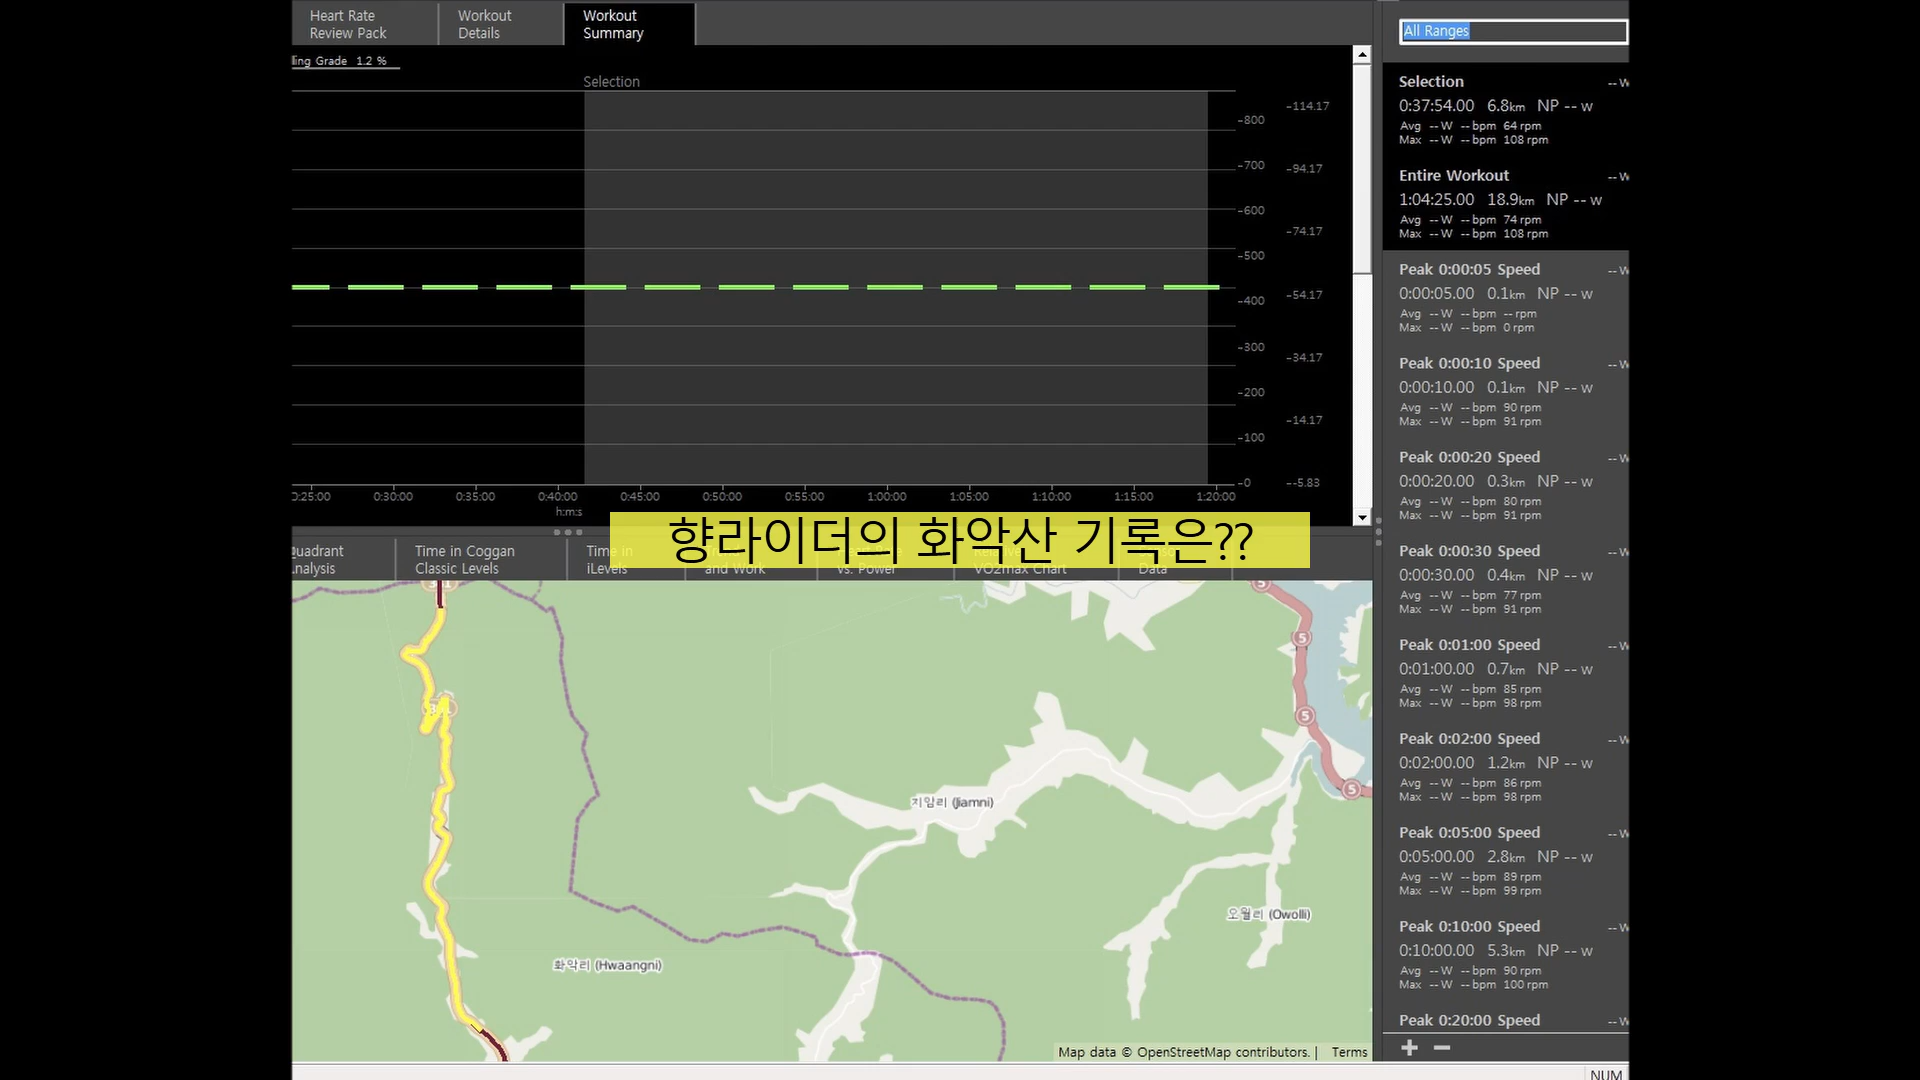 Heart Rate
Review Pack
Workout
Details
Workout
Summary
ling Grade 1.2 %
Selection
-800
-700
-600
-500
-400
-300
-200
-100
-0
-114.17
-94.17
-74.17
-54.17
-34.17
-14.17
--5.83
0:25:00 0:30:00 0:35:00 0:40:00 0:45:00 0:50:00 0:55:00 1:00:00 1:05:00 1:10:00 1:15:00 1:20:00
h:m:s
향라이더의 화악산 기록은??
Quadrant
Analysis
Time in Coggan
Classic Levels
Time in
iLevels
and Work
vs. Power
VO2max Chart
Data
5
5
5
5
지암리 (Jiamni)
오월리 (Owolli)
화악리 (Hwaangni)
Map data © OpenStreetMap contributors. | Terms
All Ranges
Selection -- W
0:37:54.00 6.8km NP -- w
Avg -- W -- bpm 64 rpm
Max -- W -- bpm 108 rpm
Entire Workout -- W
1:04:25.00 18.9km NP -- w
Avg -- W -- bpm 74 rpm
Max -- W -- bpm 108 rpm
Peak 0:00:05 Speed -- W
0:00:05.00 0.1km NP -- w
Avg -- W -- bpm -- rpm
Max -- W -- bpm 0 rpm
Peak 0:00:10 Speed -- W
0:00:10.00 0.1km NP -- w
Avg -- W -- bpm 90 rpm
Max -- W -- bpm 91 rpm
Peak 0:00:20 Speed -- W
0:00:20.00 0.3km NP -- w
Avg -- W -- bpm 80 rpm
Max -- W -- bpm 91 rpm
Peak 0:00:30 Speed -- W
0:00:30.00 0.4km NP -- w
Avg -- W -- bpm 77 rpm
Max -- W -- bpm 91 rpm
Peak 0:01:00 Speed -- W
0:01:00.00 0.7km NP -- w
Avg -- W -- bpm 85 rpm
Max -- W -- bpm 98 rpm
Peak 0:02:00 Speed -- W
0:02:00.00 1.2km NP -- w
Avg -- W -- bpm 86 rpm
Max -- W -- bpm 98 rpm
Peak 0:05:00 Speed -- W
0:05:00.00 2.8km NP -- w
Avg -- W -- bpm 89 rpm
Max -- W -- bpm 99 rpm
Peak 0:10:00 Speed -- W
0:10:00.00 5.3km NP -- w
Avg -- W -- bpm 90 rpm
Max -- W -- bpm 100 rpm
Peak 0:20:00 Speed -- W
NUM